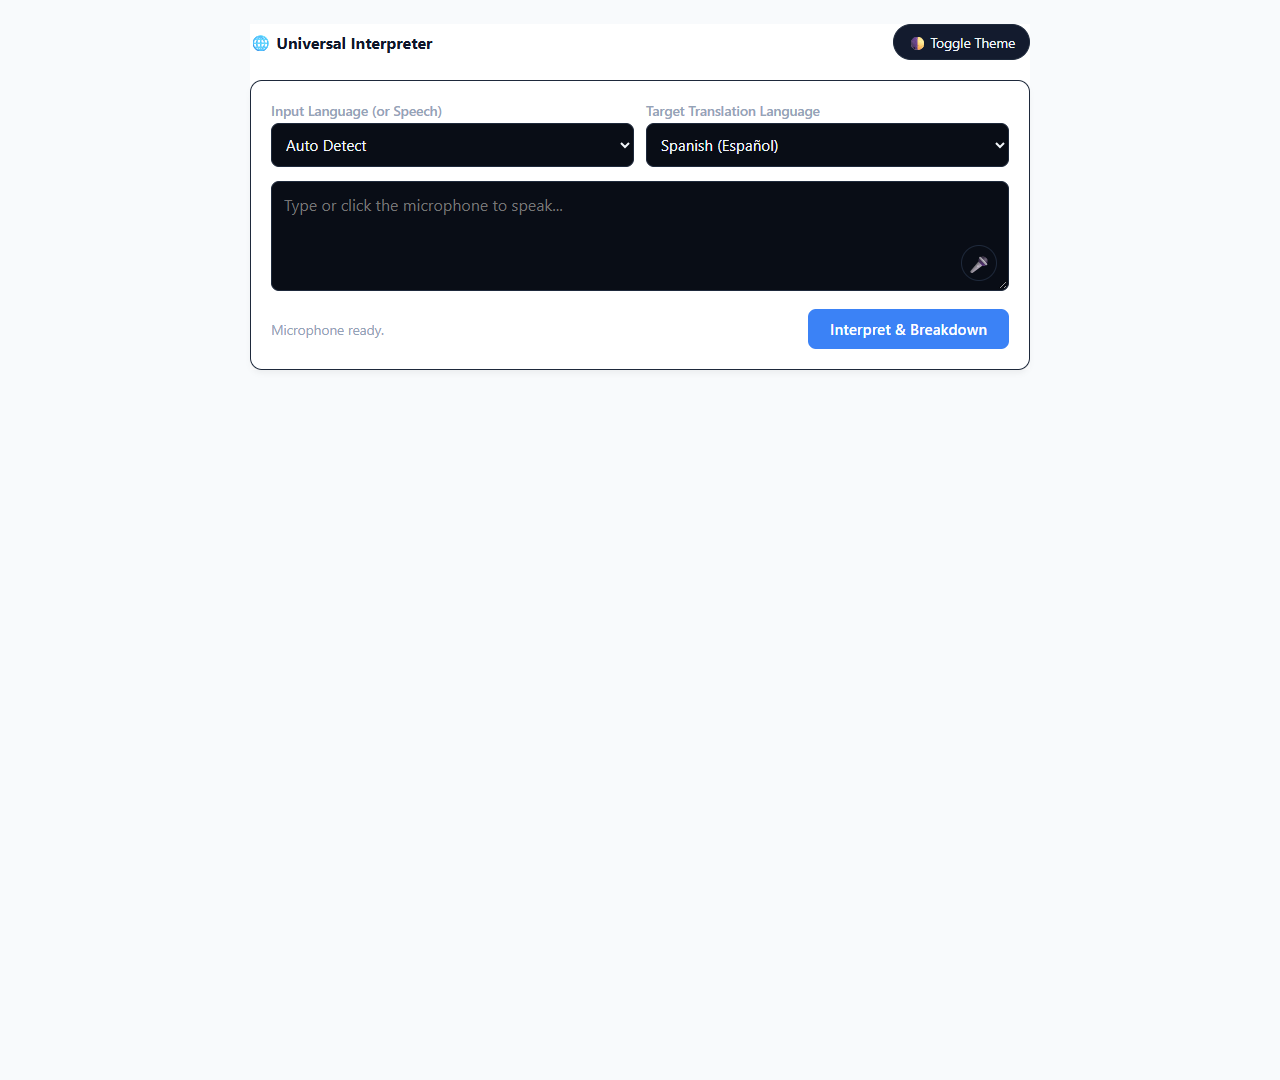 🌐 Universal Interpreter
🌓 Toggle Theme
Input Language (or Speech)
Target Translation Language
Auto Detect
Spanish (Español)
Type or click the microphone to speak...
Microphone ready.
Interpret & Breakdown